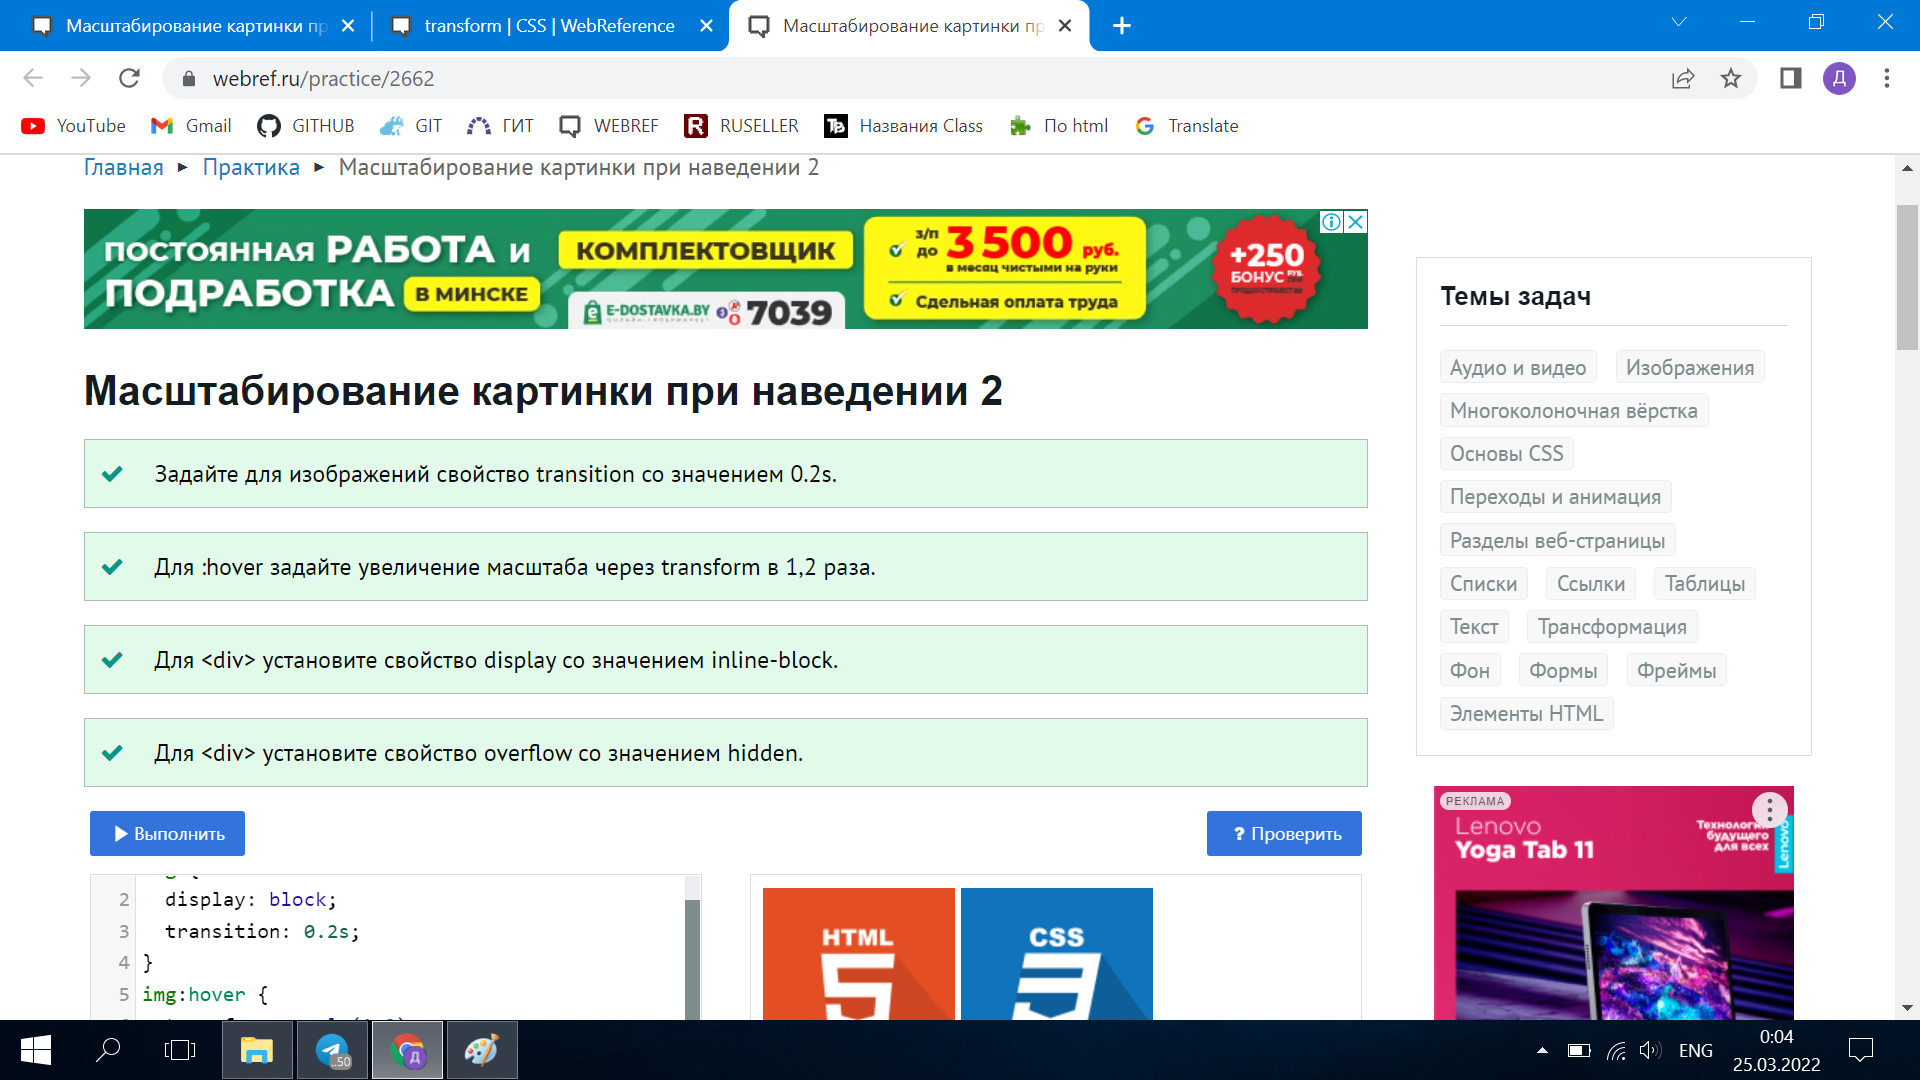 Масштабирование картинки пр
transform | CSS | WebReference
Масштабирование картинки пр
webref.ru/practice/2662
Д
YouTube
Gmail
GITHUB
GIT
ГИТ
WEBREF
RUSELLER
Названия Class
По html
Translate
Главная ► Практика ► Масштабирование картинки при наведении 2
ПОСТОЯННАЯ РАБОТА И
ПОДРАБОТКА В МИНСКЕ
КОМПЛЕКТОВЩИК
E-DOSTAVKA.BY
7039
з/п до 3 500 руб.
в месяц чистыми на руки
Сдельная оплата труда
+250
БОНУС РУБ.
Масштабирование картинки при наведении 2
Задайте для изображений свойство transition со значением 0.2s.
Для :hover задайте увеличение масштаба через transform в 1,2 раза.
Для <div> установите свойство display со значением inline-block.
Для <div> установите свойство overflow со значением hidden.
Выполнить
? Проверить
2 display: block;
3 transition: 0.2s;
4 }
5 img:hover {
HTML
5
CSS
3
Темы задач
Аудио и видео
Изображения
Многоколоночная вёрстка
Основы CSS
Переходы и анимация
Разделы веб-страницы
Списки
Ссылки
Таблицы
Текст
Трансформация
Фон
Формы
Фреймы
Элементы HTML
РЕКЛАМА
Lenovo
Yoga Tab 11
Технологии
будущего
для всех
Lenovo
..50
Д
ENG
0:04
25.03.2022